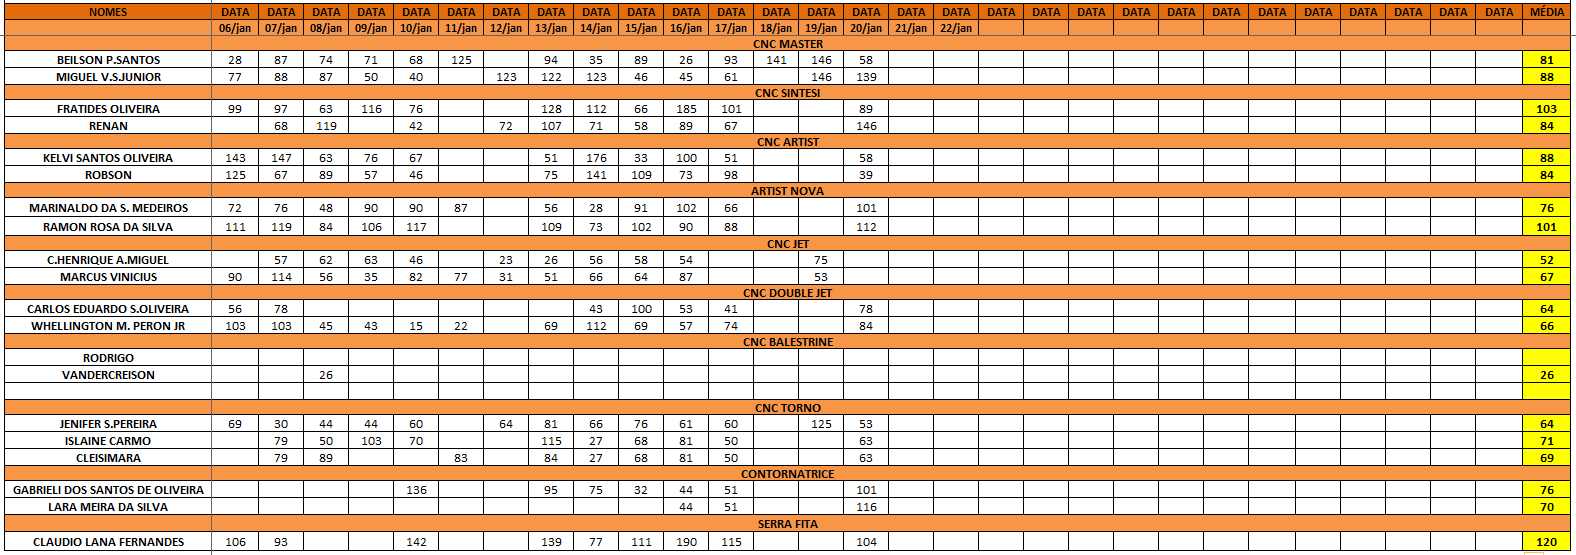 NOMES DATA DATA DATA DATA DATA DATA DATA DATA DATA DATA DATA DATA DATA DATA DATA DATA DATA DATA DATA DATA DATA DATA DATA DATA DATA DATA DATA DATA DATA MÉDIA
06/jan 07/jan 08/jan 09/jan 10/jan 11/jan 12/jan 13/jan 14/jan 15/jan 16/jan 17/jan 18/jan 19/jan 20/jan 21/jan 22/jan
CNC MASTER
BEILSON P.SANTOS 28 87 74 71 68 125 94 35 89 26 93 141 146 58 81
MIGUEL V.S.JUNIOR 77 88 87 50 40 123 122 123 46 45 61 146 139 88
CNC SINTESI
FRATIDES OLIVEIRA 99 97 63 116 76 128 112 66 185 101 89 103
RENAN 68 119 42 72 107 71 58 89 67 146 84
CNC ARTIST
KELVI SANTOS OLIVEIRA 143 147 63 76 67 51 176 33 100 51 58 88
ROBSON 125 67 89 57 46 75 141 109 73 98 39 84
ARTIST NOVA
MARINALDO DA S. MEDEIROS 72 76 48 90 90 87 56 28 91 102 66 101 76
RAMON ROSA DA SILVA 111 119 84 106 117 109 73 102 90 88 112 101
CNC JET
C.HENRIQUE A.MIGUEL 57 62 63 46 23 26 56 58 54 75 52
MARCUS VINICIUS 90 114 56 35 82 77 31 51 66 64 87 53 67
CNC DOUBLE JET
CARLOS EDUARDO S.OLIVEIRA 56 78 43 100 53 41 78 64
WHELLINGTON M. PERON JR 103 103 45 43 15 22 69 112 69 57 74 84 66
CNC BALESTRINE
RODRIGO
VANDERCREISON 26 26
CNC TORNO
JENIFER S.PEREIRA 69 30 44 44 60 64 81 66 76 61 60 125 53 64
ISLAINE CARMO 79 50 103 70 115 27 68 81 50 63 71
CLEISIMARA 79 89 83 84 27 68 81 50 63 69
CONTORNATRICE
GABRIELI DOS SANTOS DE OLIVEIRA 136 95 75 32 44 51 101 76
LARA MEIRA DA SILVA 44 51 116 70
SERRA FITA
CLAUDIO LANA FERNANDES 106 93 142 139 77 111 190 115 104 120